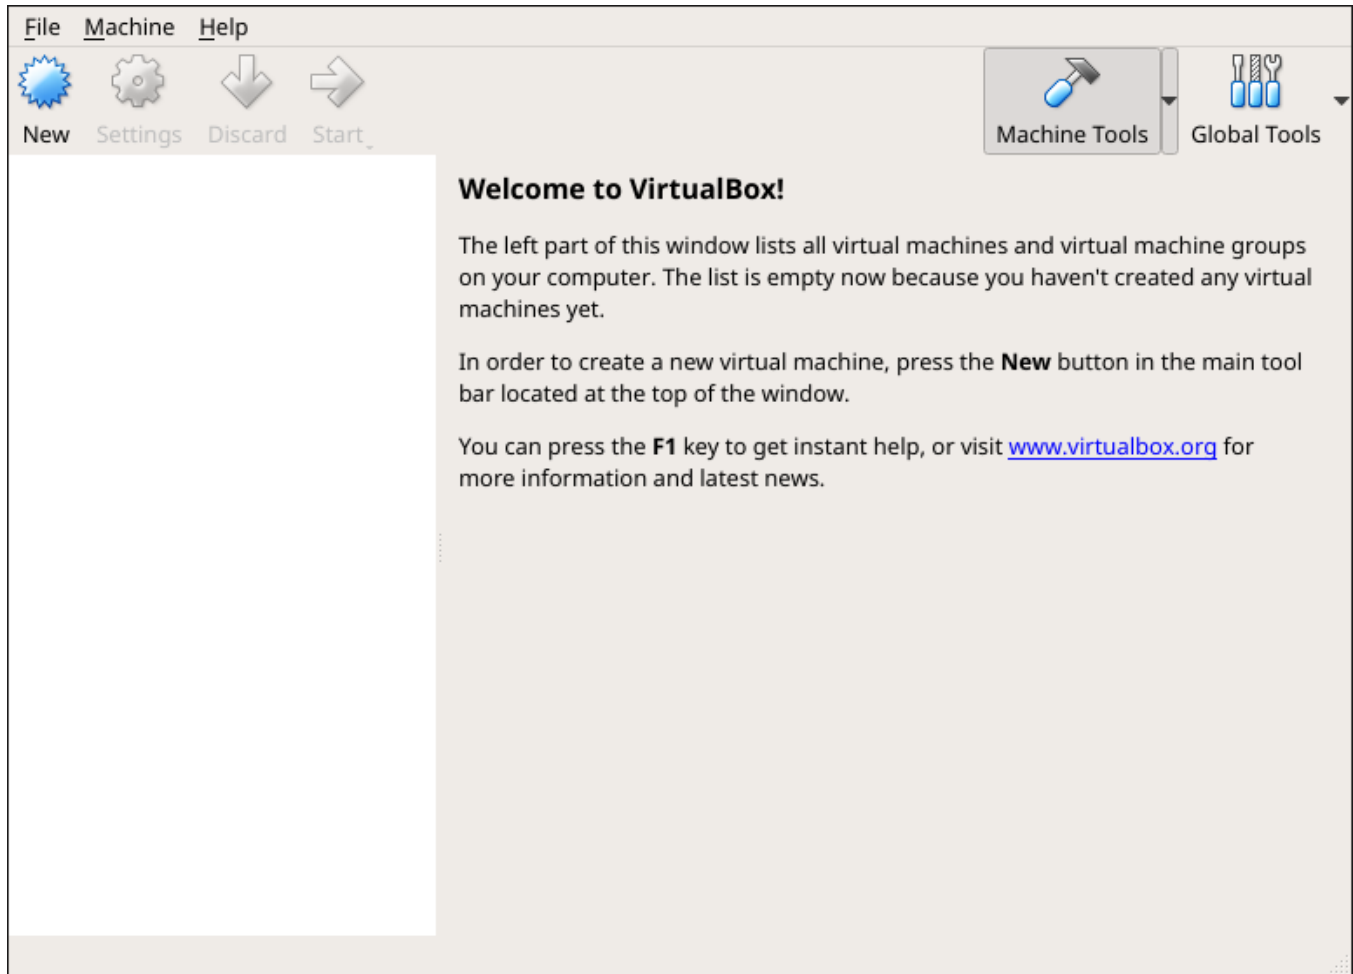 File Machine Help
New Settings Discard Start Machine Tools Global Tools
Welcome to VirtualBox!
The left part of this window lists all virtual machines and virtual machine groups
on your computer. The list is empty now because you haven't created any virtual
machines yet.
In order to create a new virtual machine, press the New button in the main tool
bar located at the top of the window.
You can press the F1 key to get instant help, or visit www.virtualbox.org for
more information and latest news.